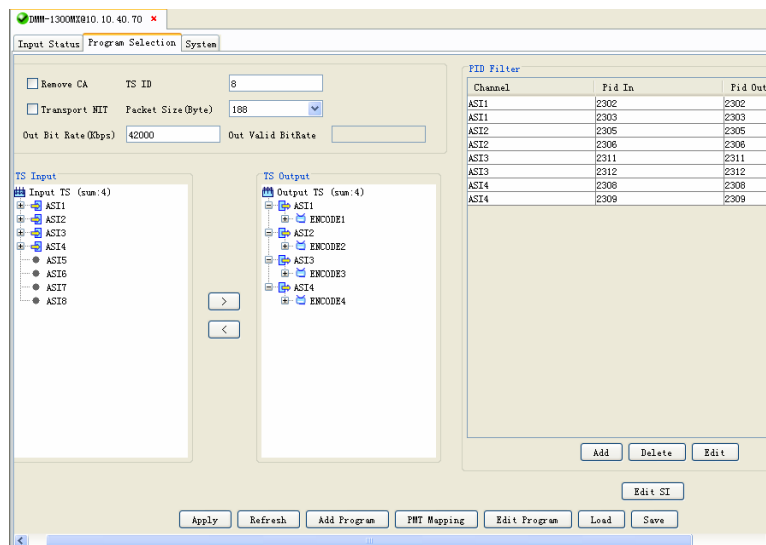 DMM-1300MX@10.10.40.70
Input Status Program Selection System
Remove CA TS ID 8
Transport NIT Packet Size(Byte) 188
Out Bit Rate(Kbps) 42000 Out Valid BitRate
TS Input
Input TS (sum:4)
ASI1
ASI2
ASI3
ASI4
ASI5
ASI6
ASI7
ASI8
>
<
TS Output
Output TS (sum:4)
ASI1
ENCODE1
ASI2
ENCODE2
ASI3
ENCODE3
ASI4
ENCODE4
PID Filter
Channel Pid In Pid Out
ASI1 2302 2302
ASI1 2303 2303
ASI2 2305 2305
ASI2 2306 2306
ASI3 2311 2311
ASI3 2312 2312
ASI4 2308 2308
ASI4 2309 2309
Add Delete Edit
Edit SI
Apply Refresh Add Program PMT Mapping Edit Program Load Save